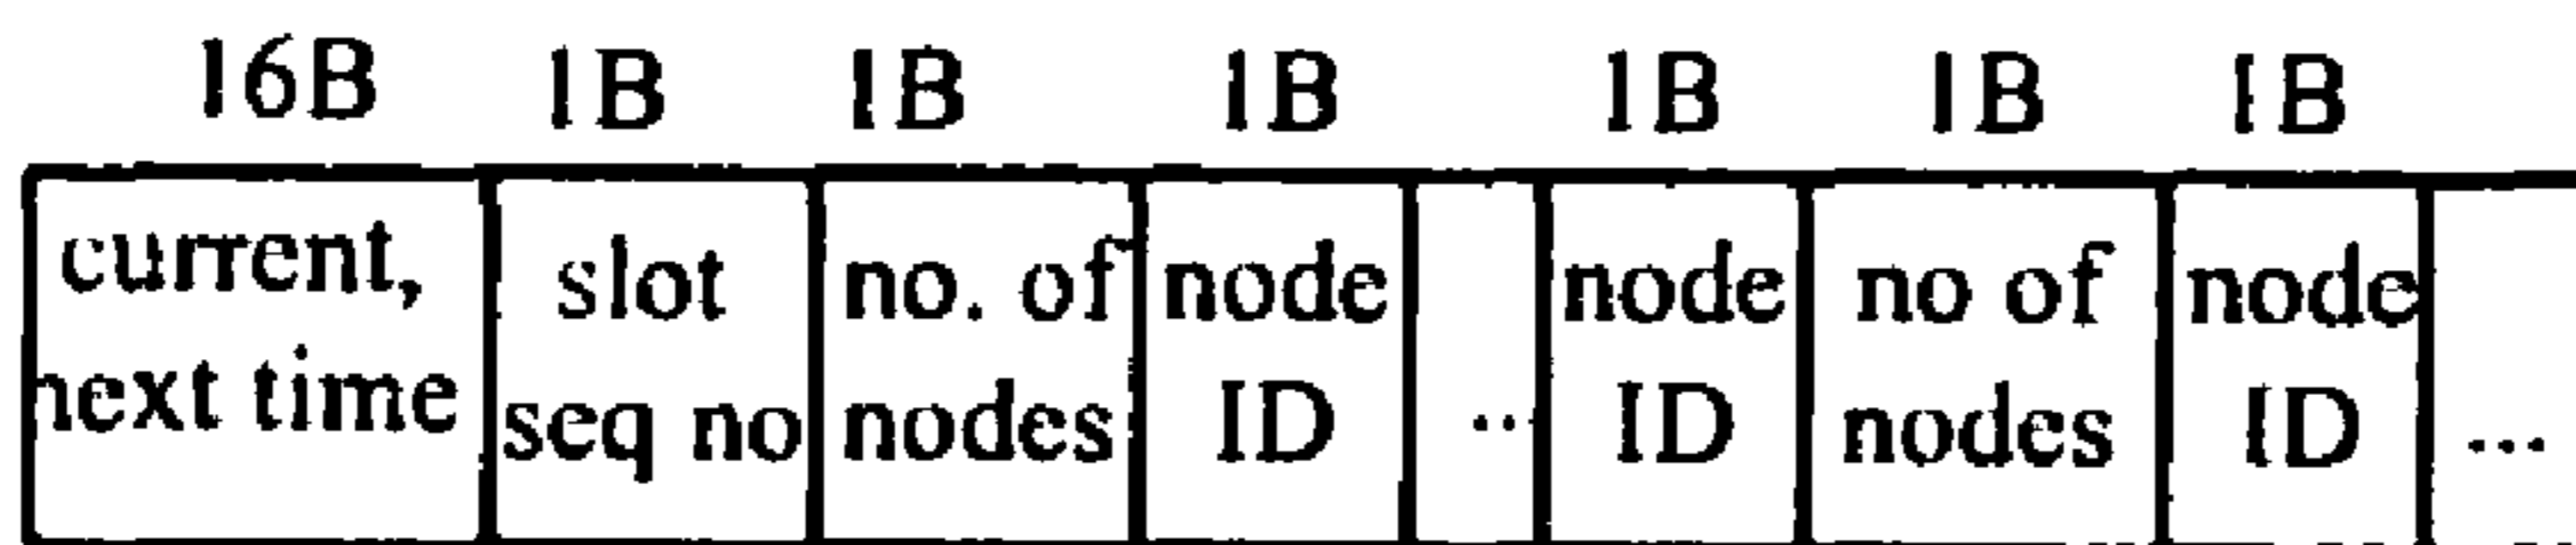 16B 1B 1B 1B 1B 1B 1B
current, slot no. of node node no of node
next time seq no nodes ID .. ID nodes ID ...